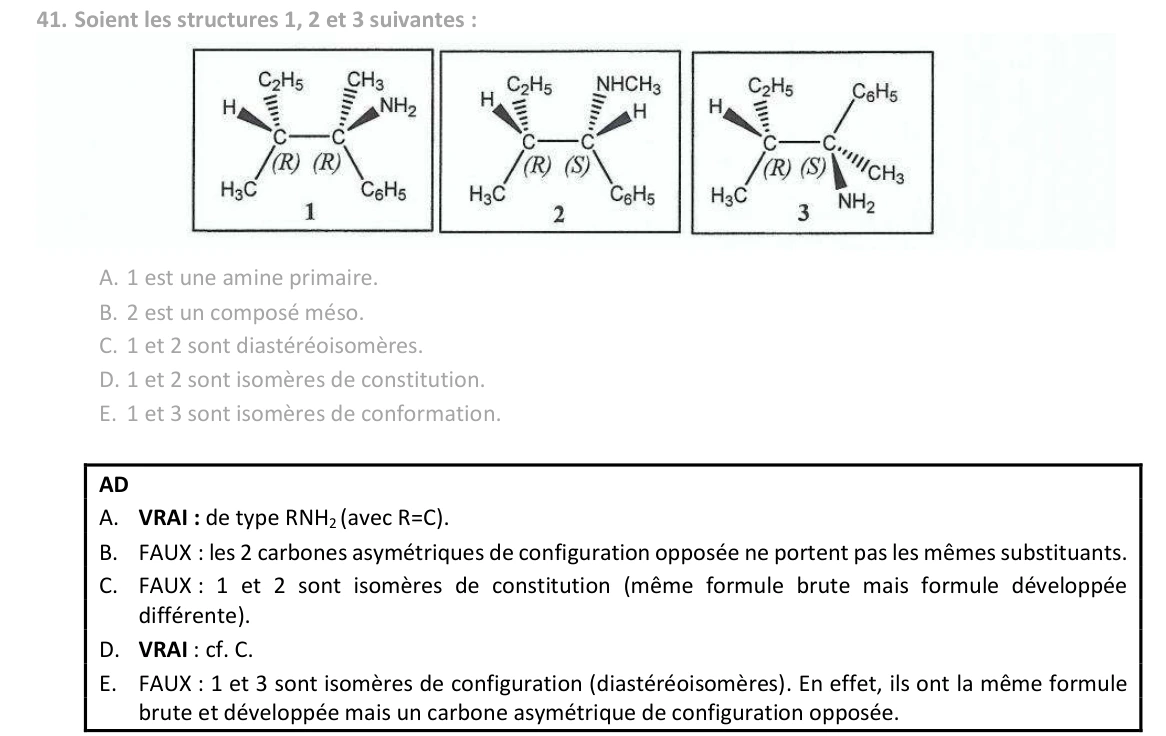 41. Soient les structures 1, 2 et 3 suivantes :
C2H5 CH3 C2H5 NHCH3 C2H5 C6H5
H NH2 H H H
C C C C C C
(R) (R) (R) (S) (R) (S) CH3
H3C C6H5 H3C C6H5 H3C NH2
1 2 3
A. 1 est une amine primaire.
B. 2 est un composé méso.
C. 1 et 2 sont diastéréoisomères.
D. 1 et 2 sont isomères de constitution.
E. 1 et 3 sont isomères de conformation.
AD
A. VRAI : de type RNH2 (avec R=C).
B. FAUX : les 2 carbones asymétriques de configuration opposée ne portent pas les mêmes substituants.
C. FAUX : 1 et 2 sont isomères de constitution (même formule brute mais formule développée
différente).
D. VRAI : cf. C.
E. FAUX : 1 et 3 sont isomères de configuration (diastéréoisomères). En effet, ils ont la même formule
brute et développée mais un carbone asymétrique de configuration opposée.